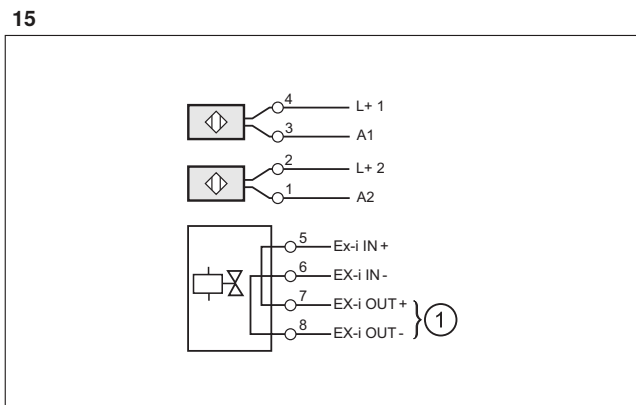 15
4 L+ 1
3 A1
2 L+ 2
1 A2
5 Ex-i IN+
6 EX-i IN-
7 EX-i OUT+
8 EX-i OUT-
1